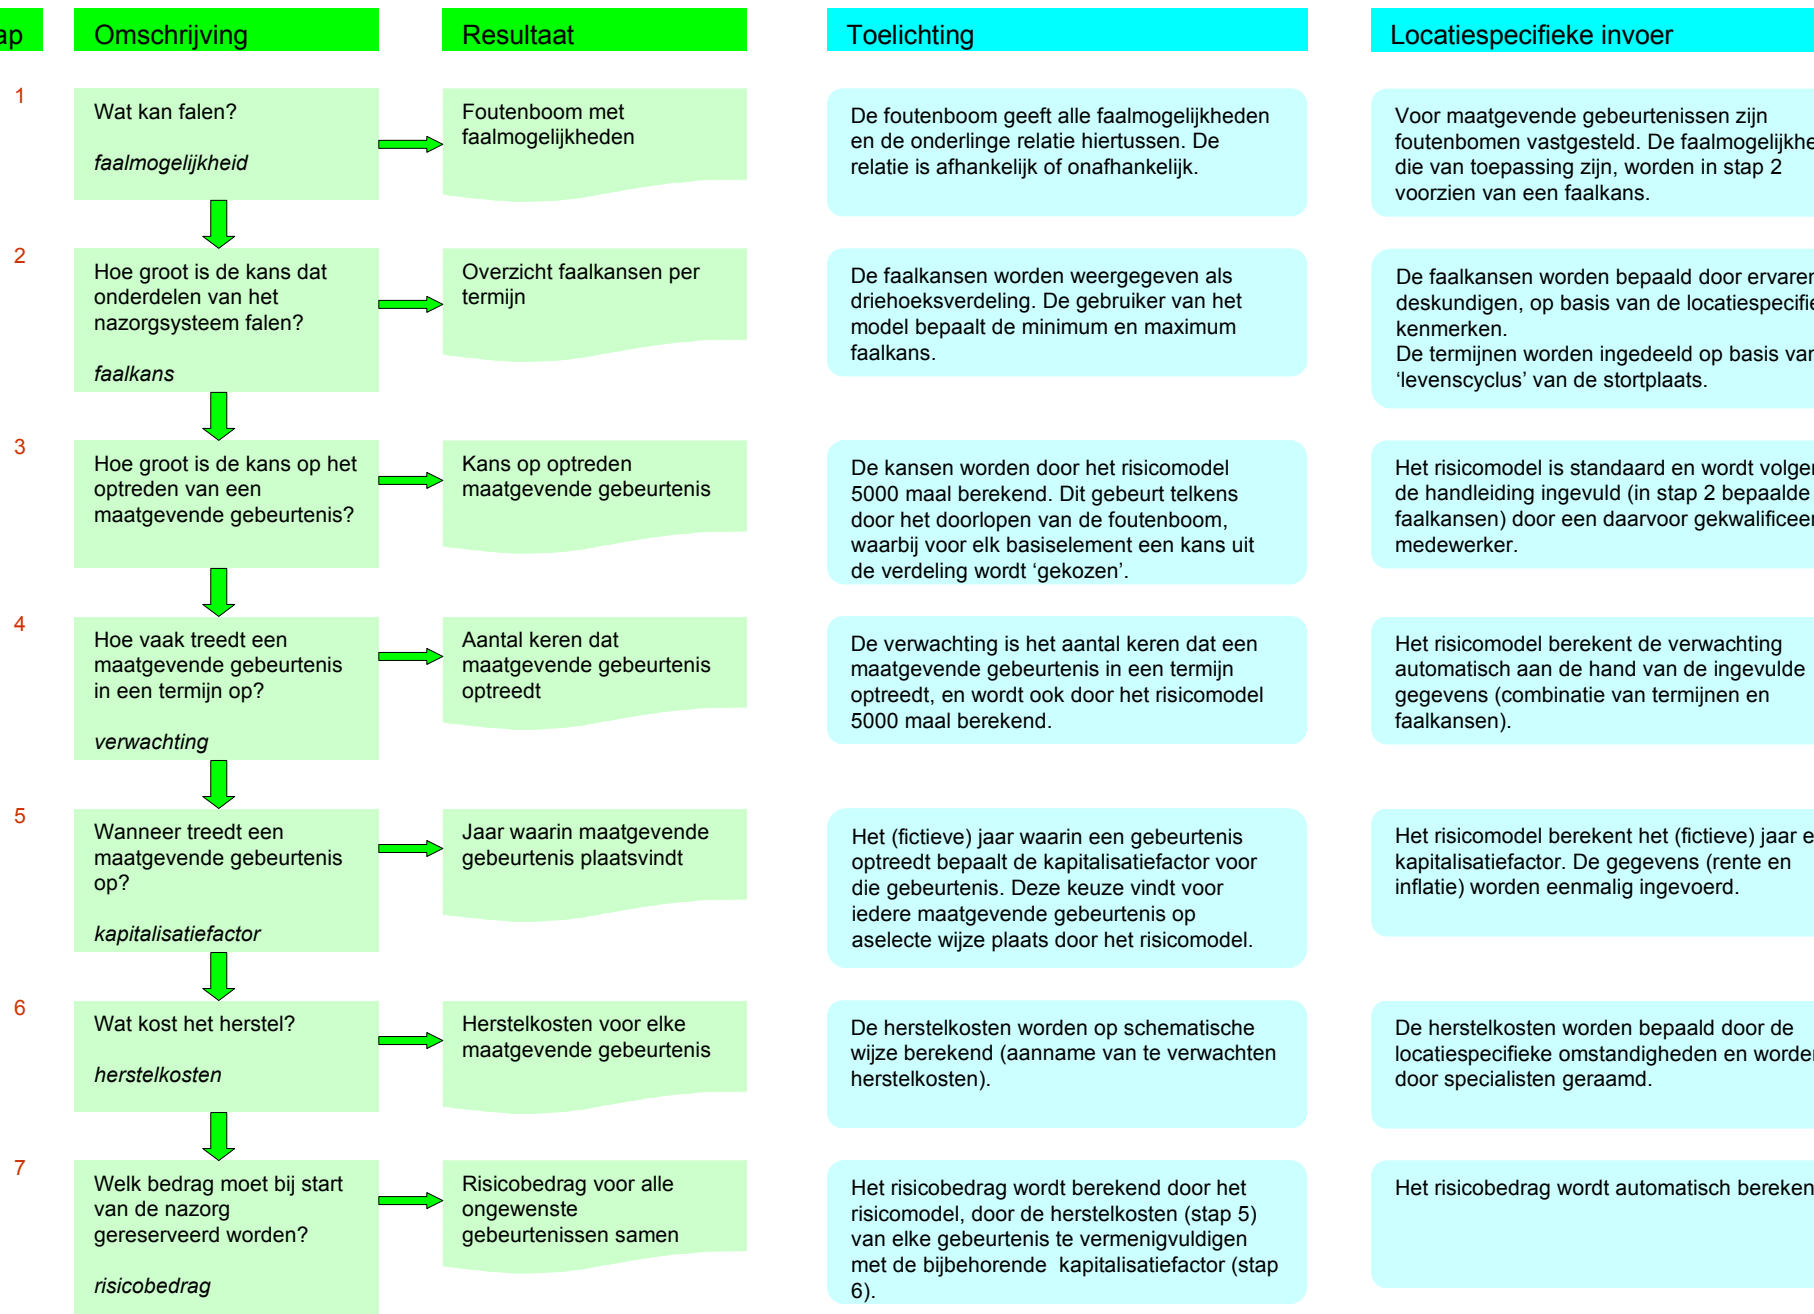 ap
Omschrijving
Resultaat
Toelichting
Locatiespecifieke invoer
1
Wat kan falen?
faalmogelijkheid
Foutenboom met
faalmogelijkheden
De foutenboom geeft alle faalmogelijkheden
en de onderlinge relatie hiertussen. De
relatie is afhankelijk of onafhankelijk.
Voor maatgevende gebeurtenissen zijn
foutenbomen vastgesteld. De faalmogelijkhe
die van toepassing zijn, worden in stap 2
voorzien van een faalkans.
2
Hoe groot is de kans dat
onderdelen van het
nazorgsysteem falen?
faalkans
Overzicht faalkansen per
termijn
De faalkansen worden weergegeven als
driehoeksverdeling. De gebruiker van het
model bepaalt de minimum en maximum
faalkans.
De faalkansen worden bepaald door ervaren
deskundigen, op basis van de locatiespecifie
kenmerken.
De termijnen worden ingedeeld op basis van
‘levenscyclus’ van de stortplaats.
3
Hoe groot is de kans op het
optreden van een
maatgevende gebeurtenis?
Kans op optreden
maatgevende gebeurtenis
De kansen worden door het risicomodel
5000 maal berekend. Dit gebeurt telkens
door het doorlopen van de foutenboom,
waarbij voor elk basiselement een kans uit
de verdeling wordt ‘gekozen’.
Het risicomodel is standaard en wordt volgen
de handleiding ingevuld (in stap 2 bepaalde
faalkansen) door een daarvoor gekwalificeer
medewerker.
4
Hoe vaak treedt een
maatgevende gebeurtenis
in een termijn op?
verwachting
Aantal keren dat
maatgevende gebeurtenis
optreedt
De verwachting is het aantal keren dat een
maatgevende gebeurtenis in een termijn
optreedt, en wordt ook door het risicomodel
5000 maal berekend.
Het risicomodel berekent de verwachting
automatisch aan de hand van de ingevulde
gegevens (combinatie van termijnen en
faalkansen).
5
Wanneer treedt een
maatgevende gebeurtenis
op?
kapitalisatiefactor
Jaar waarin maatgevende
gebeurtenis plaatsvindt
Het (fictieve) jaar waarin een gebeurtenis
optreedt bepaalt de kapitalisatiefactor voor
die gebeurtenis. Deze keuze vindt voor
iedere maatgevende gebeurtenis op
aselecte wijze plaats door het risicomodel.
Het risicomodel berekent het (fictieve) jaar e
kapitalisatiefactor. De gegevens (rente en
inflatie) worden eenmalig ingevoerd.
6
Wat kost het herstel?
herstelkosten
Herstelkosten voor elke
maatgevende gebeurtenis
De herstelkosten worden op schematische
wijze berekend (aanname van te verwachten
herstelkosten).
De herstelkosten worden bepaald door de
locatiespecifieke omstandigheden en worden
door specialisten geraamd.
7
Welk bedrag moet bij start
van de nazorg
gereserveerd worden?
risicobedrag
Risicobedrag voor alle
ongewenste
gebeurtenissen samen
Het risicobedrag wordt berekend door het
risicomodel, door de herstelkosten (stap 5)
van elke gebeurtenis te vermenigvuldigen
met de bijbehorende kapitalisatiefactor (stap
6).
Het risicobedrag wordt automatisch bereken